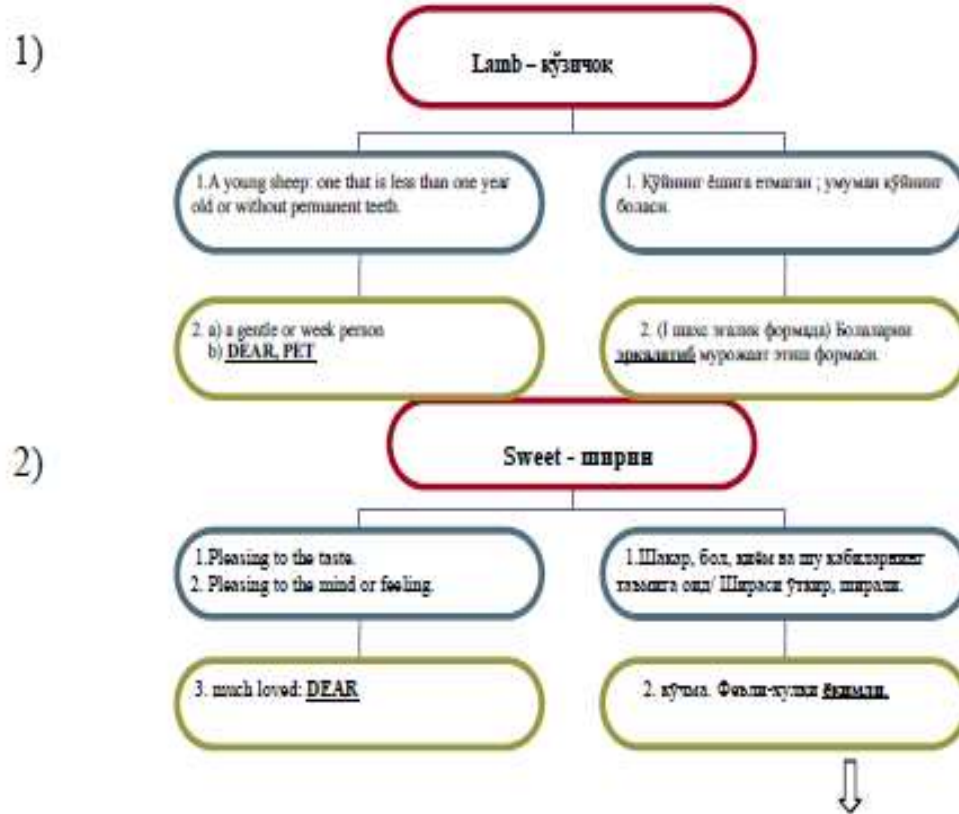 1)
Lamb – қўзичоқ
1.A young sheep: one that is less than one year
old or without permanent teeth.
1. Қўйнинг ёшига етмаган ; умуман қўйнинг
боласи.
2. a) a gentle or week person
b) DEAR, PET
2. (I шахс эгалик формада) Болаларни
эркалатиб мурожаат этиш формаси.
2)
Sweet - ширин
1.Pleasing to the taste.
2. Pleasing to the mind or feeling.
1.Шакар, бол, қиём ва шу кабиларнинг
таъмига оид/ Шираси ўткир, ширали.
3. much loved: DEAR
2. кўчма. Феъли-хулқи ёқимли.